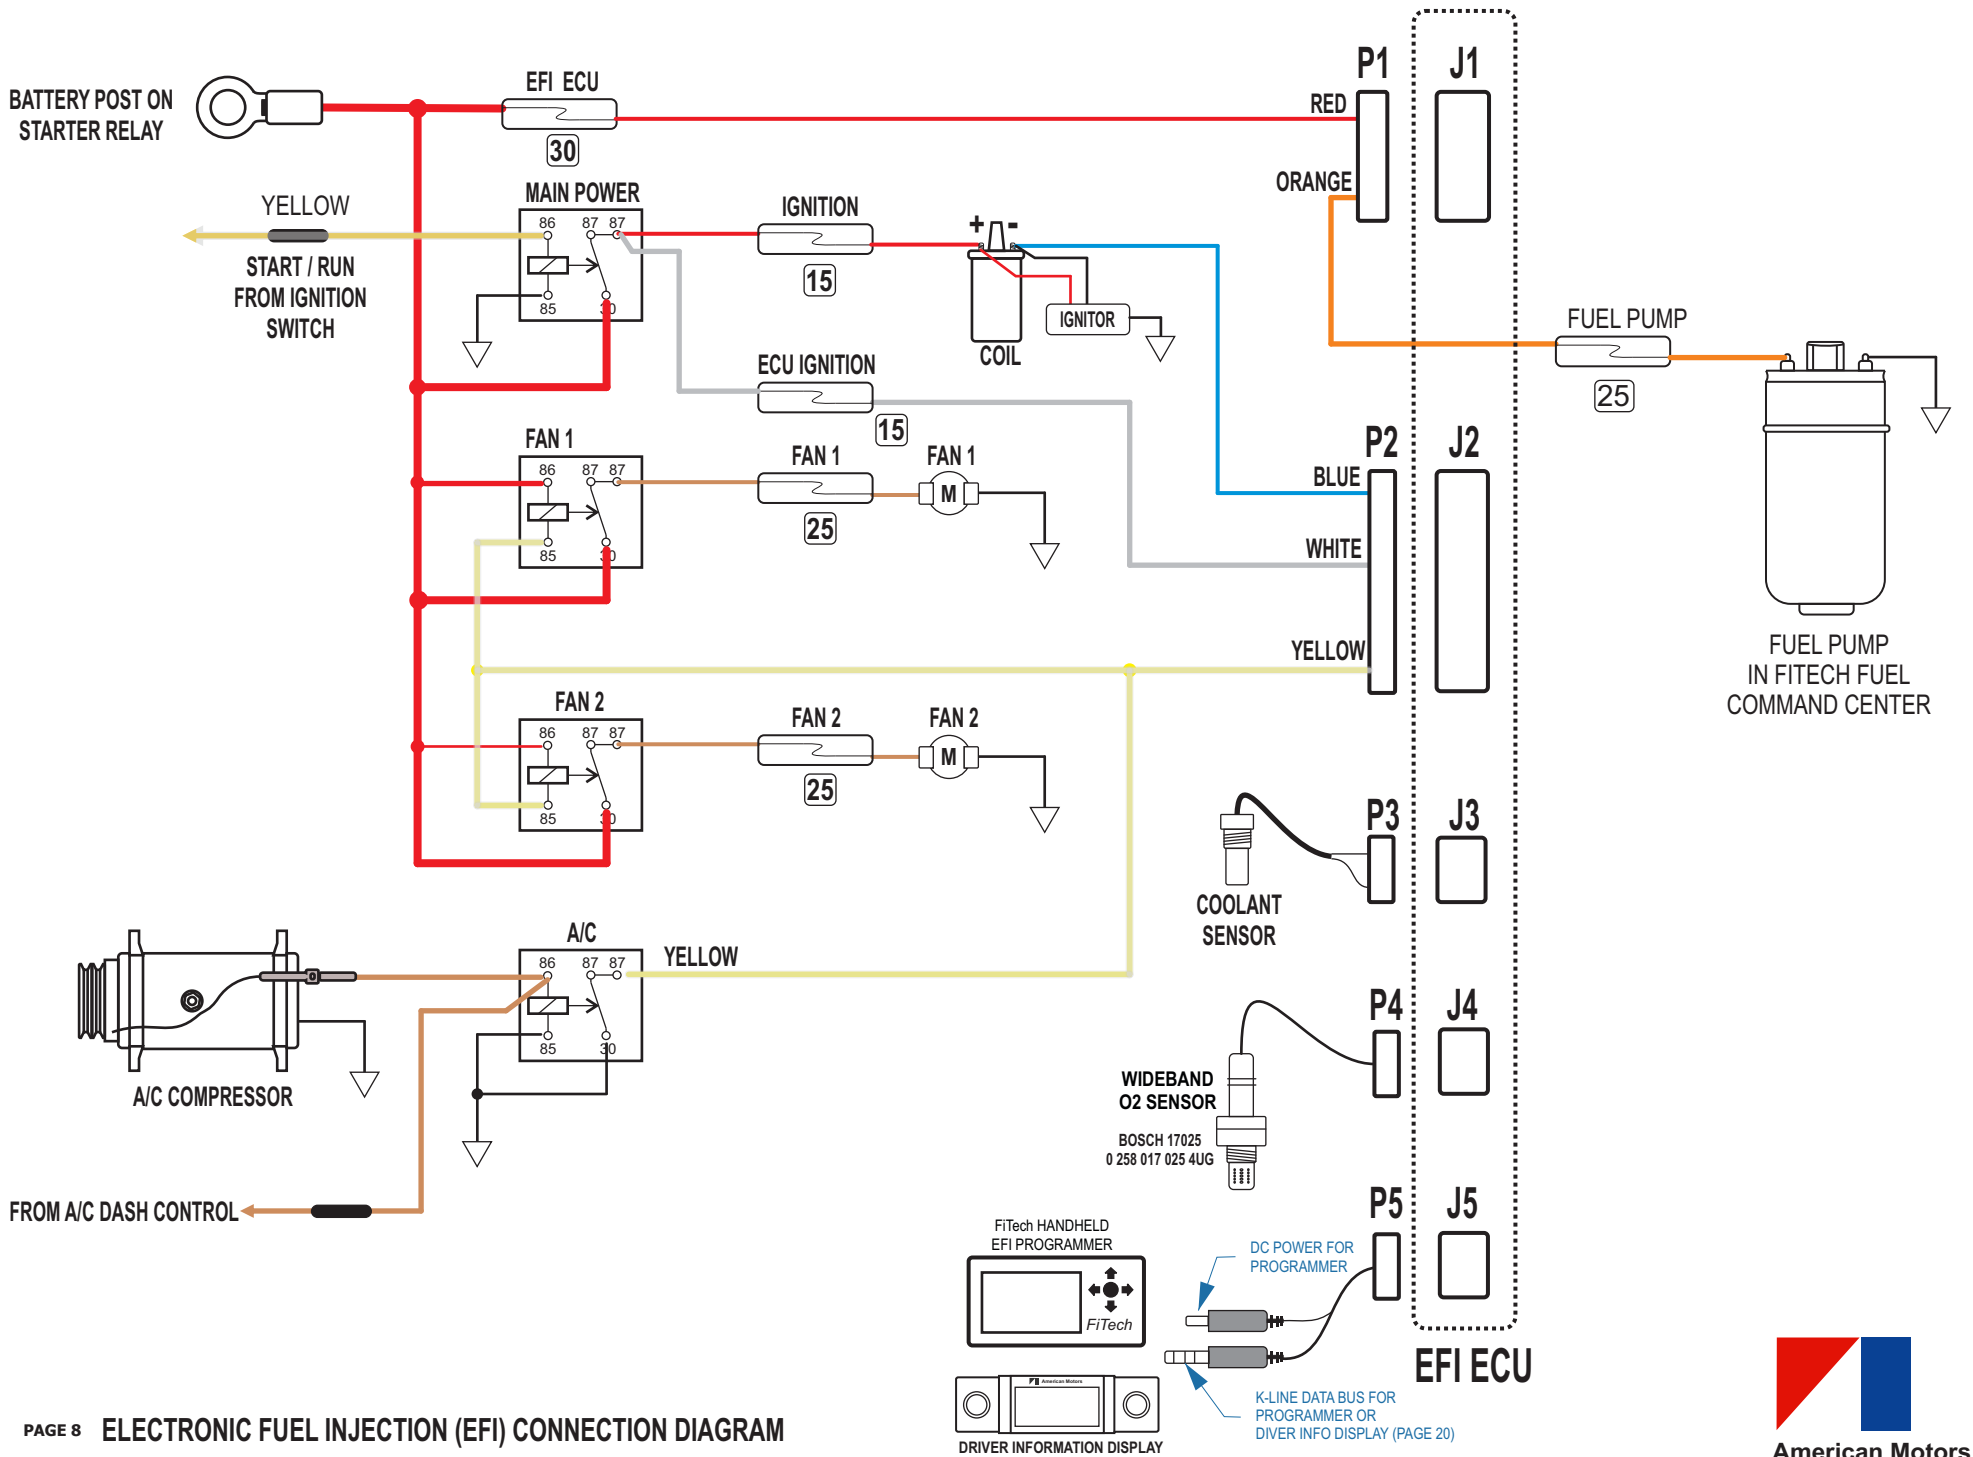 BATTERY POST ON
STARTER RELAY
EFI ECU
30
P1
J1
RED
ORANGE
YELLOW
START / RUN
FROM IGNITION
SWITCH
MAIN POWER
86
87
87
85
30
IGNITION
15
+
-
COIL
IGNITOR
ECU IGNITION
15
FUEL PUMP
25
FUEL PUMP
IN FITECH FUEL
COMMAND CENTER
P2
J2
BLUE
WHITE
YELLOW
FAN 1
86
87
87
85
30
FAN 1
25
FAN 1
M
FAN 2
86
87
87
85
30
FAN 2
25
FAN 2
M
P3
J3
COOLANT
SENSOR
A/C
86
87
87
85
30
YELLOW
A/C COMPRESSOR
FROM A/C DASH CONTROL
P4
J4
WIDEBAND
O2 SENSOR
BOSCH 17025
0 258 017 025 4UG
P5
J5
FiTech HANDHELD
EFI PROGRAMMER
FiTech
DC POWER FOR
PROGRAMMER
EFI ECU
K-LINE DATA BUS FOR
PROGRAMMER OR
DIVER INFO DISPLAY (PAGE 20)
American Motors
DRIVER INFORMATION DISPLAY
PAGE 8 ELECTRONIC FUEL INJECTION (EFI) CONNECTION DIAGRAM
American Motors